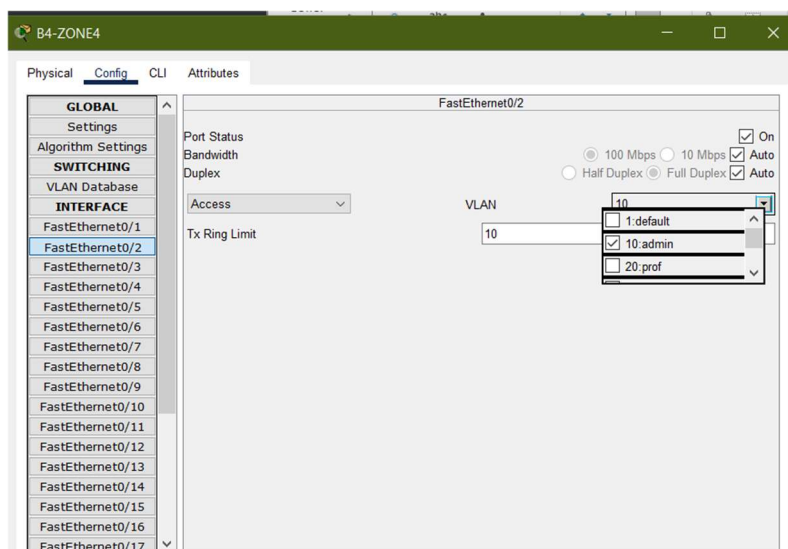 B4-ZONE4
Physical Config CLI Attributes
GLOBAL
Settings
Algorithm Settings
SWITCHING
VLAN Database
INTERFACE
FastEthernet0/1
FastEthernet0/2
FastEthernet0/3
FastEthernet0/4
FastEthernet0/5
FastEthernet0/6
FastEthernet0/7
FastEthernet0/8
FastEthernet0/9
FastEthernet0/10
FastEthernet0/11
FastEthernet0/12
FastEthernet0/13
FastEthernet0/14
FastEthernet0/15
FastEthernet0/16
FastEthernet0/17
FastEthernet0/2
Port Status On
Bandwidth 100 Mbps 10 Mbps Auto
Duplex Half Duplex Full Duplex Auto
Access VLAN 10
1:default
Tx Ring Limit 10
10:admin
20:prof